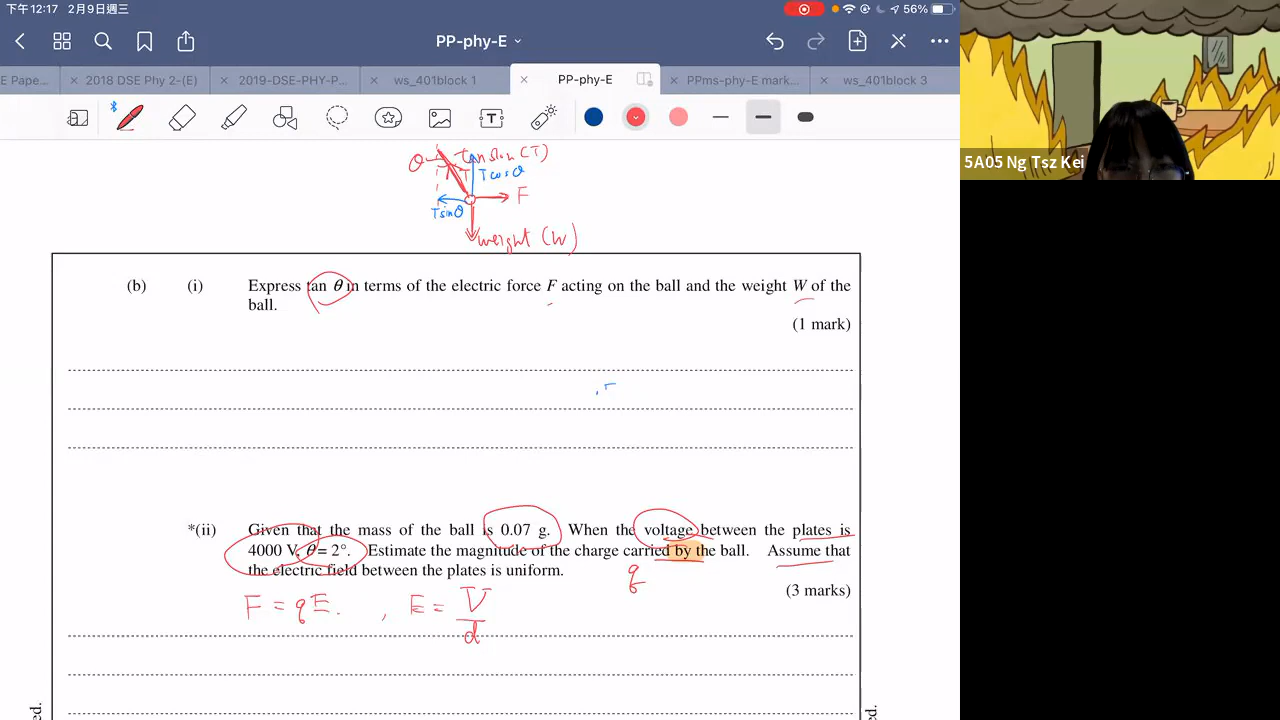 下午12:17 2月9日週三
56%
PP-phy-E
E Pape...
2018 DSE Phy 2-(E)
2019-DSE-PHY-P...
ws_401block 1
PP-phy-E
PPms-phy-E mark...
ws_401block 3
5A05 Ng Tsz Kei
θ
tension (T)
T
T cos θ
F
T sin θ
weight (W)
(b) (i) Express tan θ in terms of the electric force F acting on the ball and the weight W of the
ball.
(1 mark)
*(ii) Given that the mass of the ball is 0.07 g. When the voltage between the plates is
4000 V, θ = 2°. Estimate the magnitude of the charge carried by the ball. Assume that
the electric field between the plates is uniform.
q
(3 marks)
F = qE. , E = V/d
ed.
ed.